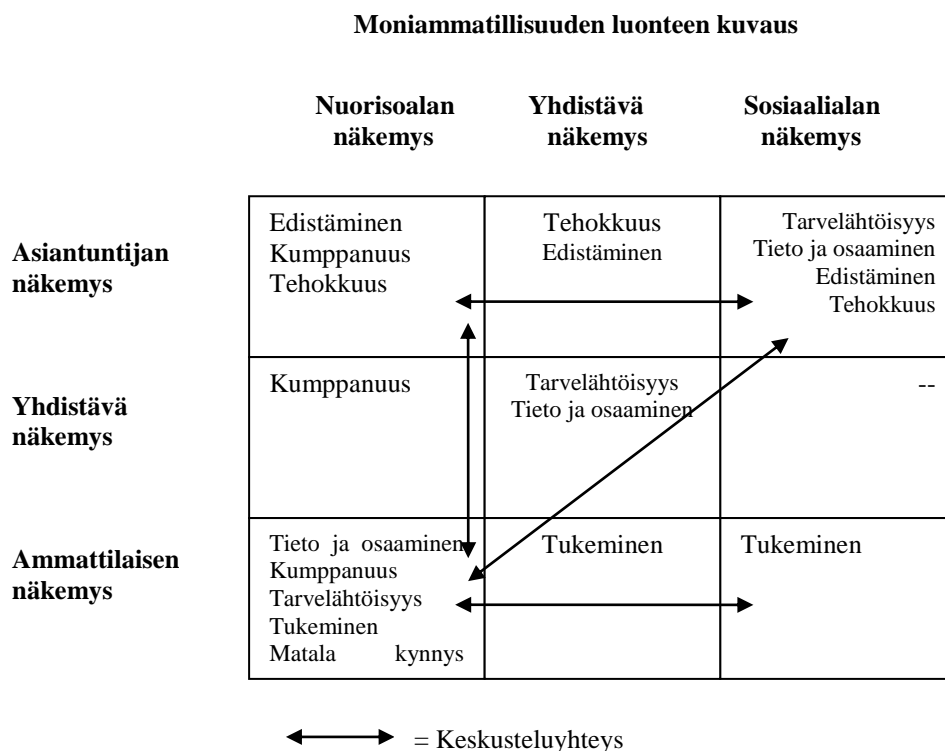 Moniammatillisuuden luonteen kuvaus
Nuorisoalan
näkemys
Yhdistävä
näkemys
Sosiaalialan
näkemys
Asiantuntijan
näkemys
Edistäminen
Kumppanuus
Tehokkuus
Tehokkuus
Edistäminen
Tarvelähtöisyys
Tieto ja osaaminen
Edistäminen
Tehokkuus
Yhdistävä
näkemys
Kumppanuus
Tarvelähtöisyys
Tieto ja osaaminen
--
Ammattilaisen
näkemys
Tieto ja osaaminen
Kumppanuus
Tarvelähtöisyys
Tukeminen
Matala kynnys
Tukeminen
Tukeminen
= Keskusteluyhteys